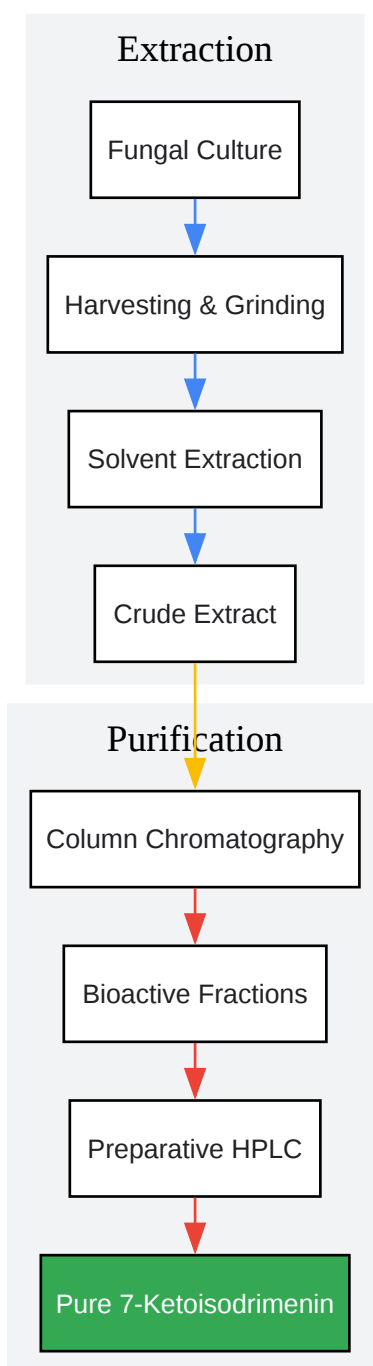 Extraction
Fungal Culture
Harvesting & Grinding
Solvent Extraction
Crude Extract
Purification
Column Chromatography
Bioactive Fractions
Preparative HPLC
Pure 7-Ketoisodrimenin